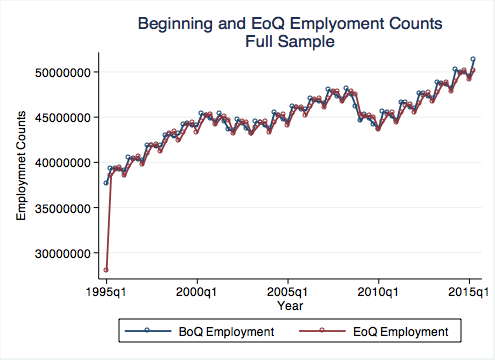 Beginning and EoQ Emplyoment Counts
Full Sample
Employmnet Counts
50000000
45000000
40000000
35000000
30000000
1995q1
2000q1
2005q1
2010q1
2015q1
Year
BoQ Employment
EoQ Employment